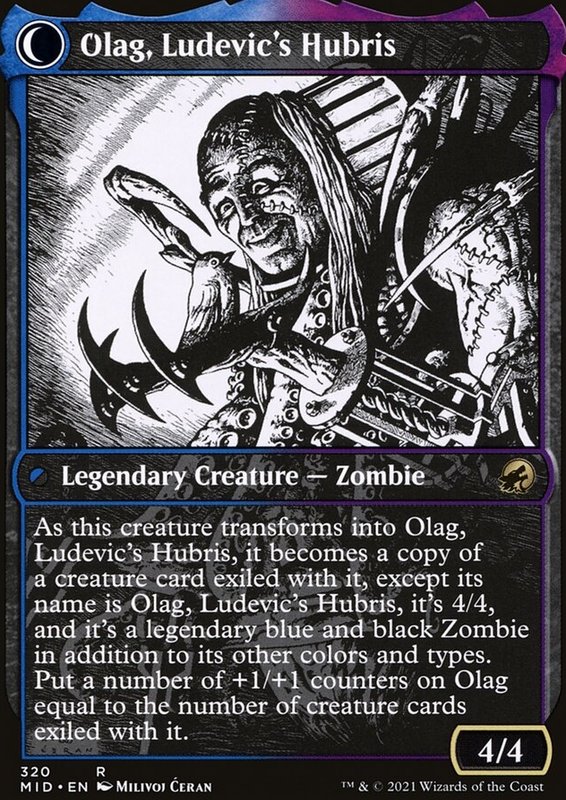 Olag, Ludevic's Hubris
Legendary Creature — Zombie
As this creature transforms into Olag,
Ludevic's Hubris, it becomes a copy of
a creature card exiled with it, except its
name is Olag, Ludevic's Hubris, it's 4/4,
and it's a legendary blue and black Zombie
in addition to its other colors and types.
Put a number of +1/+1 counters on Olag
equal to the number of creature cards
exiled with it.
ĆERAN
4/4
320 R
MID • EN Milivoj Ćeran
™ & © 2021 Wizards of the Coast